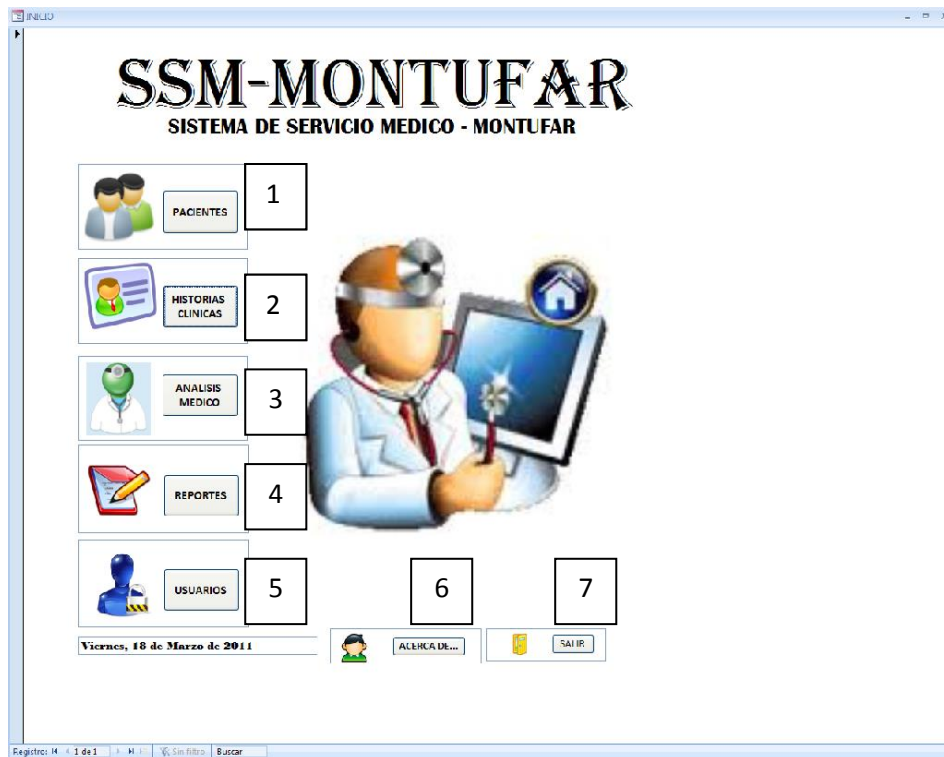 INICIO
SSM-MONTUFAR
SISTEMA DE SERVICIO MEDICO - MONTUFAR
PACIENTES
1
HISTORIAS
CLINICAS
2
ANALISIS
MEDICO
3
REPORTES
4
USUARIOS
5
6
7
Viernes, 18 de Marzo de 2011
ACERCA DE...
SALIR
Registro: 1 de 1 Sin filtro Buscar